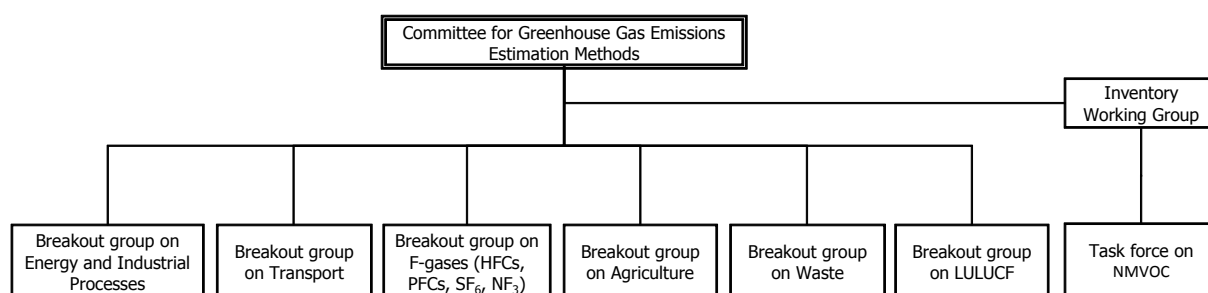 Committee for Greenhouse Gas Emissions
Estimation Methods
Inventory
Working Group
Breakout group on
Energy and Industrial
Processes
Breakout group
on Transport
Breakout group on
F-gases (HFCs,
PFCs, SF₆, NF₃)
Breakout group
on Agriculture
Breakout group
on Waste
Breakout group
on LULUCF
Task force on
NMVOC